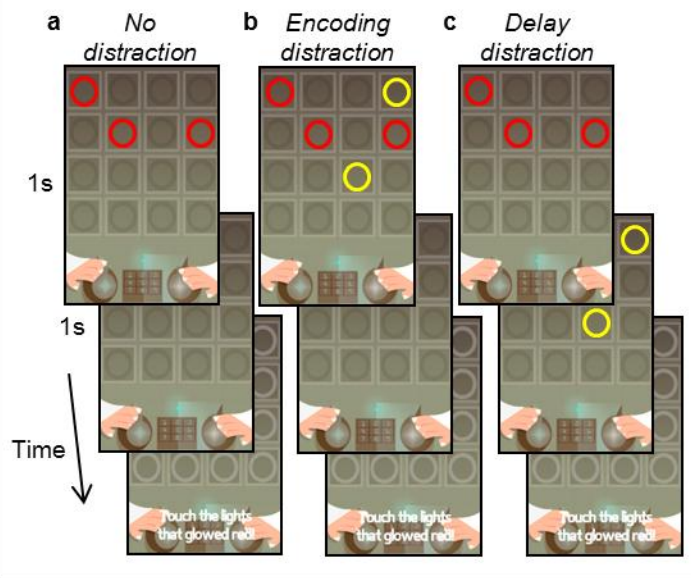 a No distraction
b Encoding distraction
c Delay distraction
1s
1s
Time
Touch the lights
that glowed red!
Touch the lights
that glowed red!
Touch the lights
that glowed red!